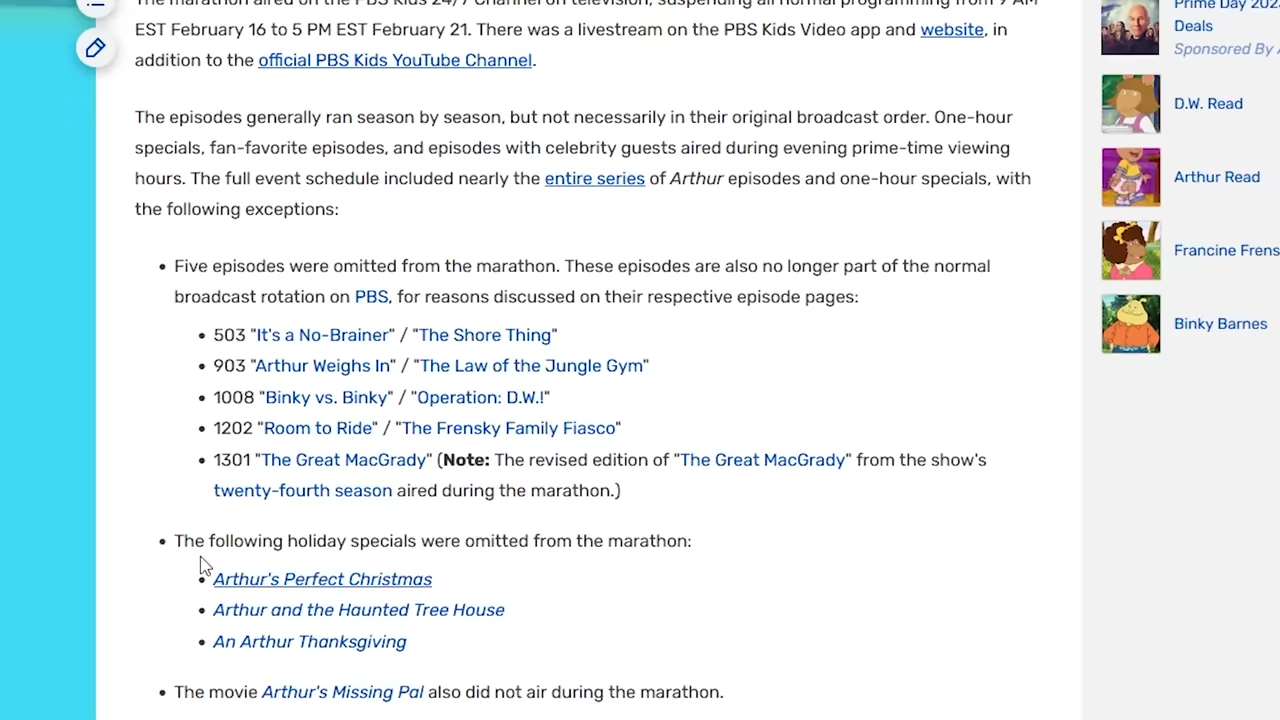 The marathon aired on the PBS Kids 24/7 Channel on television, suspending all normal programming from 9 AM
EST February 16 to 5 PM EST February 21. There was a livestream on the PBS Kids Video app and website, in
addition to the official PBS Kids YouTube Channel.
The episodes generally ran season by season, but not necessarily in their original broadcast order. One-hour
specials, fan-favorite episodes, and episodes with celebrity guests aired during evening prime-time viewing
hours. The full event schedule included nearly the entire series of Arthur episodes and one-hour specials, with
the following exceptions:
• Five episodes were omitted from the marathon. These episodes are also no longer part of the normal
broadcast rotation on PBS, for reasons discussed on their respective episode pages:
• 503 "It's a No-Brainer" / "The Shore Thing"
• 903 "Arthur Weighs In" / "The Law of the Jungle Gym"
• 1008 "Binky vs. Binky" / "Operation: D.W.!"
• 1202 "Room to Ride" / "The Frensky Family Fiasco"
• 1301 "The Great MacGrady" (Note: The revised edition of "The Great MacGrady" from the show's
twenty-fourth season aired during the marathon.)
• The following holiday specials were omitted from the marathon:
• Arthur's Perfect Christmas
• Arthur and the Haunted Tree House
• An Arthur Thanksgiving
• The movie Arthur's Missing Pal also did not air during the marathon.
Prime Day 202
Deals
Sponsored By
D.W. Read
Arthur Read
Francine Frens
Binky Barnes